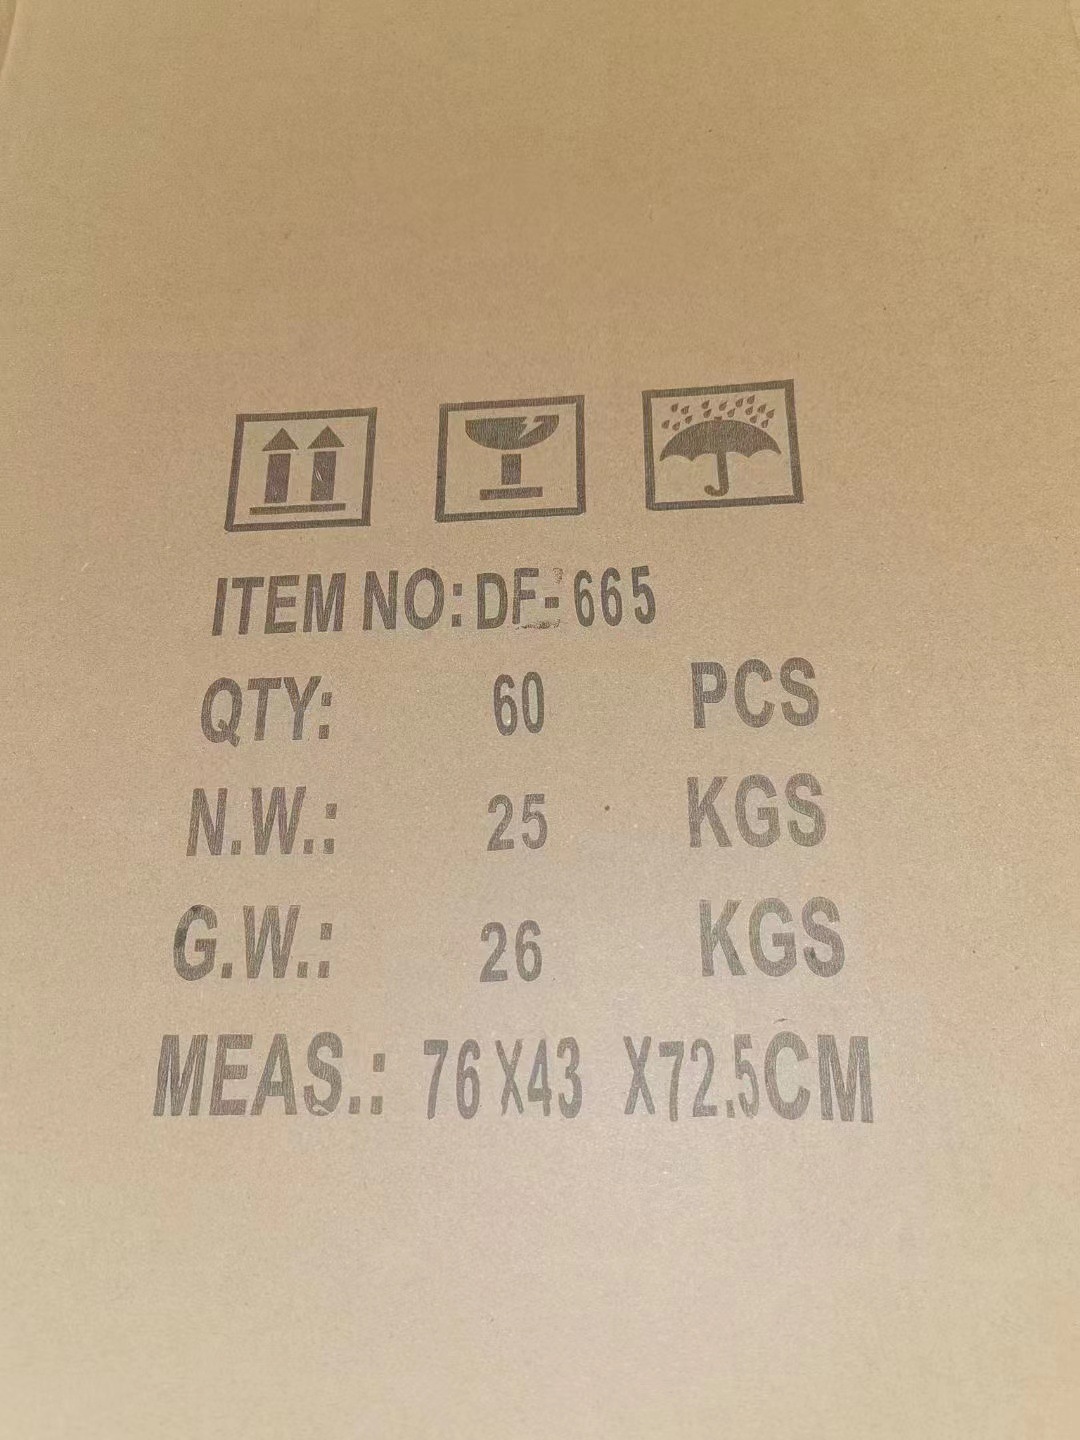 ITEM NO: DF-665
QTY: 60 PCS
N.W.: 25 KGS
G.W.: 26 KGS
MEAS.: 76X43 X72.5CM